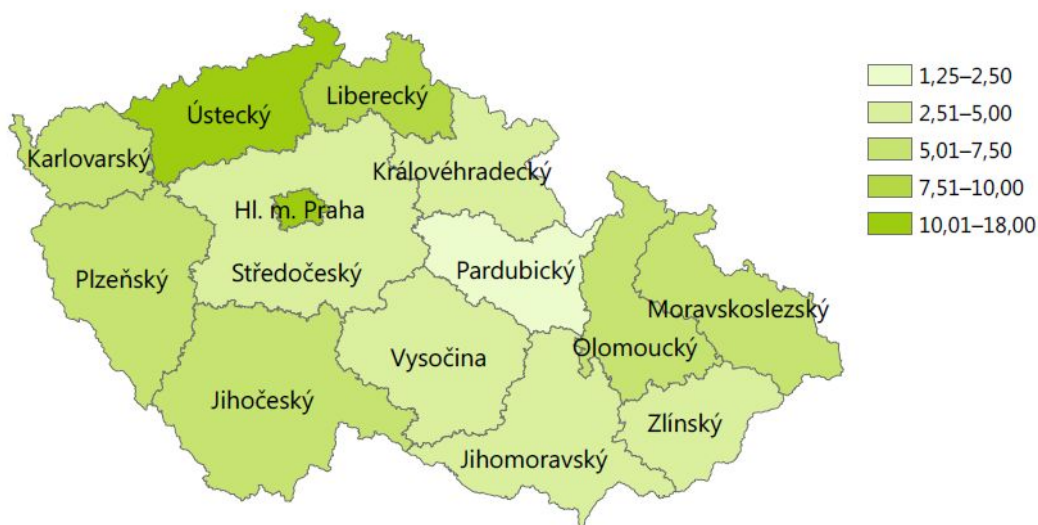 Ústecký
Liberecký
Karlovarský
Královéhradecký
Hl. m. Praha
Plzeňský
Středočeský
Pardubický
Moravskoslezský
Olomoucký
Vysočina
Jihočeský
Zlínský
Jihomoravský
1,25–2,50
2,51–5,00
5,01–7,50
7,51–10,00
10,01–18,00